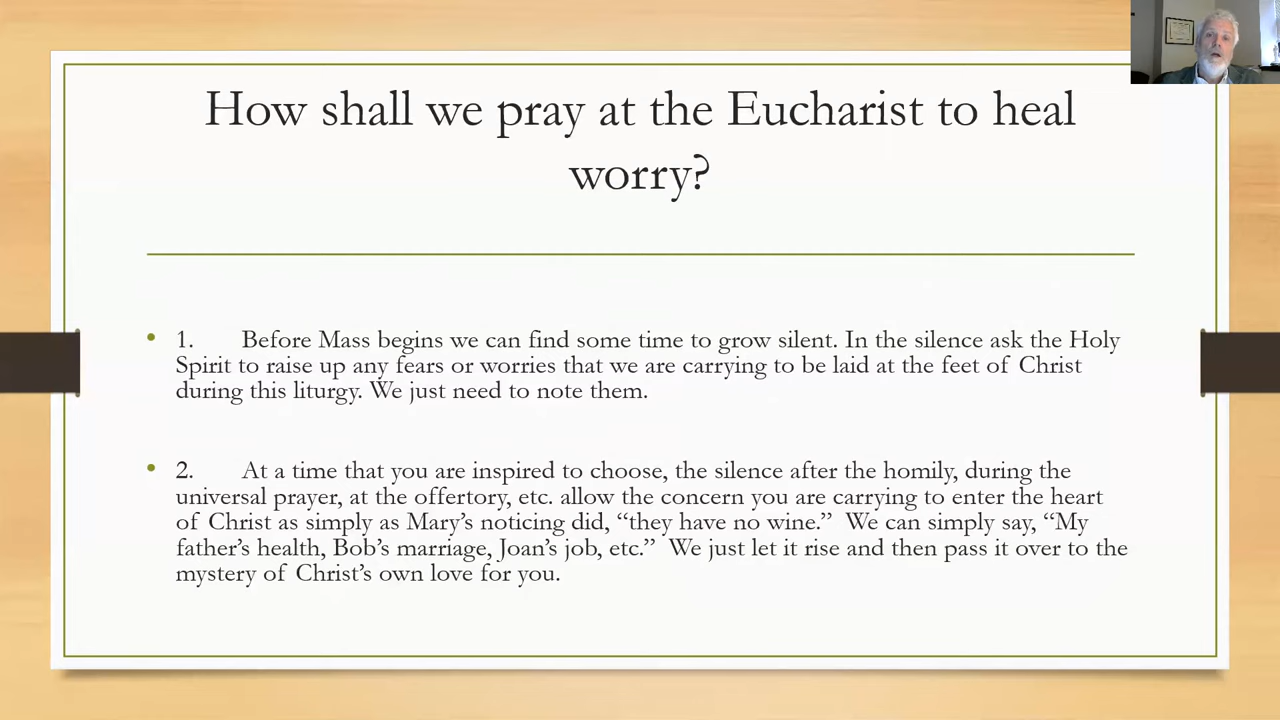 How shall we pray at the Eucharist to heal
worry?
• 1. Before Mass begins we can find some time to grow silent. In the silence ask the Holy
Spirit to raise up any fears or worries that we are carrying to be laid at the feet of Christ
during this liturgy. We just need to note them.
• 2. At a time that you are inspired to choose, the silence after the homily, during the
universal prayer, at the offertory, etc. allow the concern you are carrying to enter the heart
of Christ as simply as Mary’s noticing did, “they have no wine.” We can simply say, “My
father’s health, Bob’s marriage, Joan’s job, etc.” We just let it rise and then pass it over to the
mystery of Christ’s own love for you.